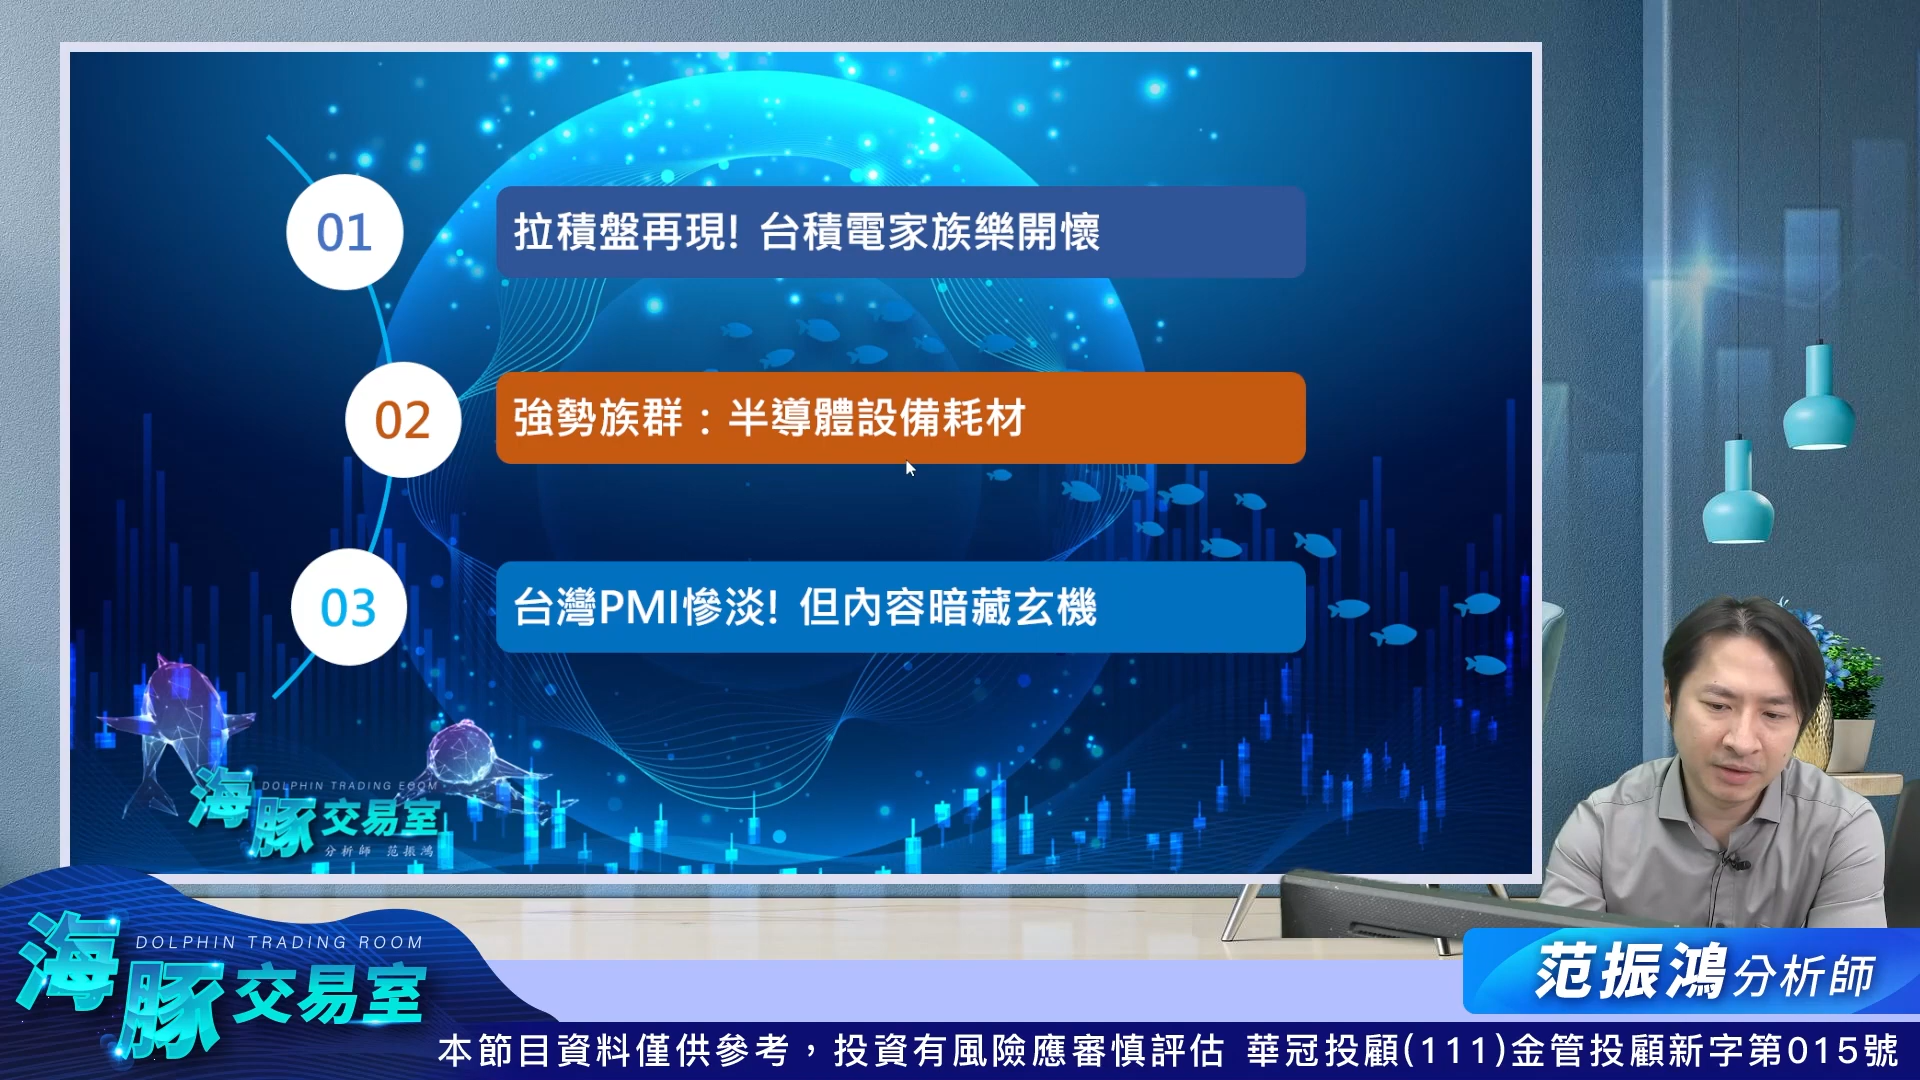 01
拉積盤再現! 台積電家族樂開懷
02
強勢族群：半導體設備耗材
03
台灣PMI慘淡! 但內容暗藏玄機
DOLPHIN TRADING ROOM
海豚交易室
分析師 范振鴻
DOLPHIN TRADING ROOM
海豚交易室
范振鴻分析師
本節目資料僅供參考，投資有風險應審慎評估 華冠投顧(111)金管投顧新字第015號